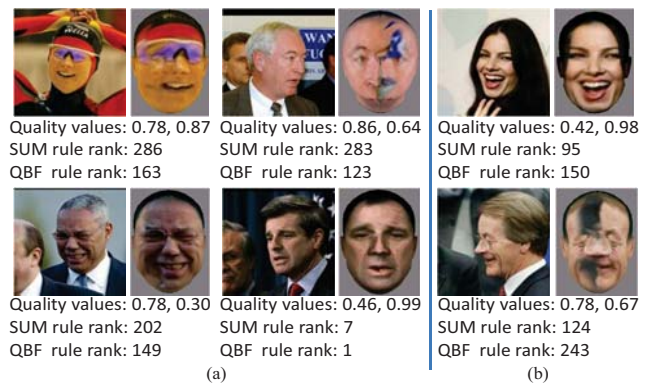 WELLA
WAN
TUC
Quality values: 0.78, 0.87
SUM rule rank: 286
QBF rule rank: 163
Quality values: 0.86, 0.64
SUM rule rank: 283
QBF rule rank: 123
Quality values: 0.42, 0.98
SUM rule rank: 95
QBF rule rank: 150
Quality values: 0.78, 0.30
SUM rule rank: 202
QBF rule rank: 149
Quality values: 0.46, 0.99
SUM rule rank: 7
QBF rule rank: 1
Quality values: 0.78, 0.67
SUM rule rank: 124
QBF rule rank: 243
(a)
(b)